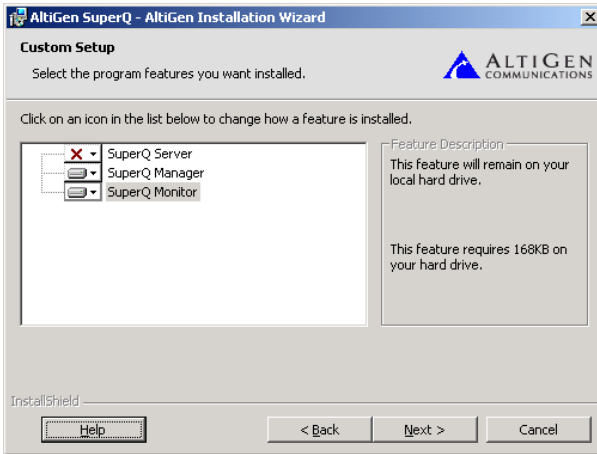 AltiGen SuperQ - AltiGen Installation Wizard
Custom Setup
Select the program features you want installed.
ALTIGEN
COMMUNICATIONS
Click on an icon in the list below to change how a feature is installed.
SuperQ Server
SuperQ Manager
SuperQ Monitor
Feature Description
This feature will remain on your
local hard drive.
This feature requires 168KB on
your hard drive.
InstallShield
Help
< Back
Next >
Cancel